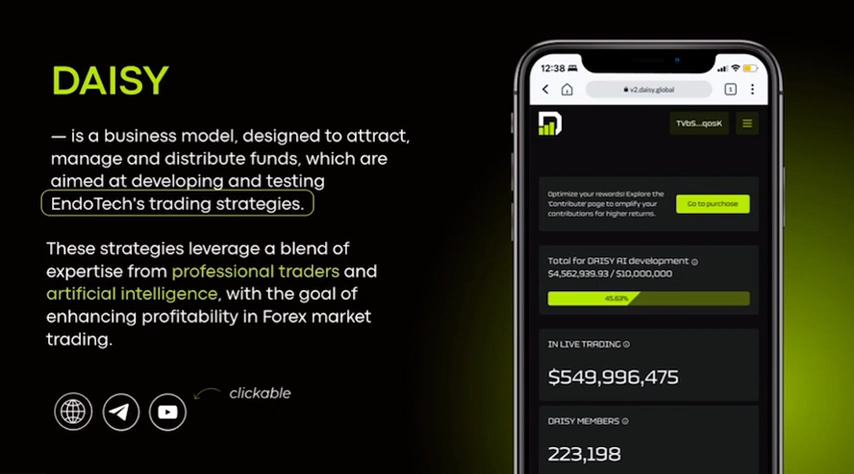 DAISY
— is a business model, designed to attract,
manage and distribute funds, which are
aimed at developing and testing
EndoTech's trading strategies.
These strategies leverage a blend of
expertise from professional traders and
artificial intelligence, with the goal of
enhancing profitability in Forex market
trading.
clickable
12:38
v2.daisy.global
1
TVbS....qosK
Optimize your rewards! Explore the
'Contribute' page to amplify your
contributions for higher returns.
Go to purchase
Total for DAISY AI development
$4,562,939.93 / $10,000,000
45.63%
IN LIVE TRADING
$549,996,475
DAISY MEMBERS
223,198